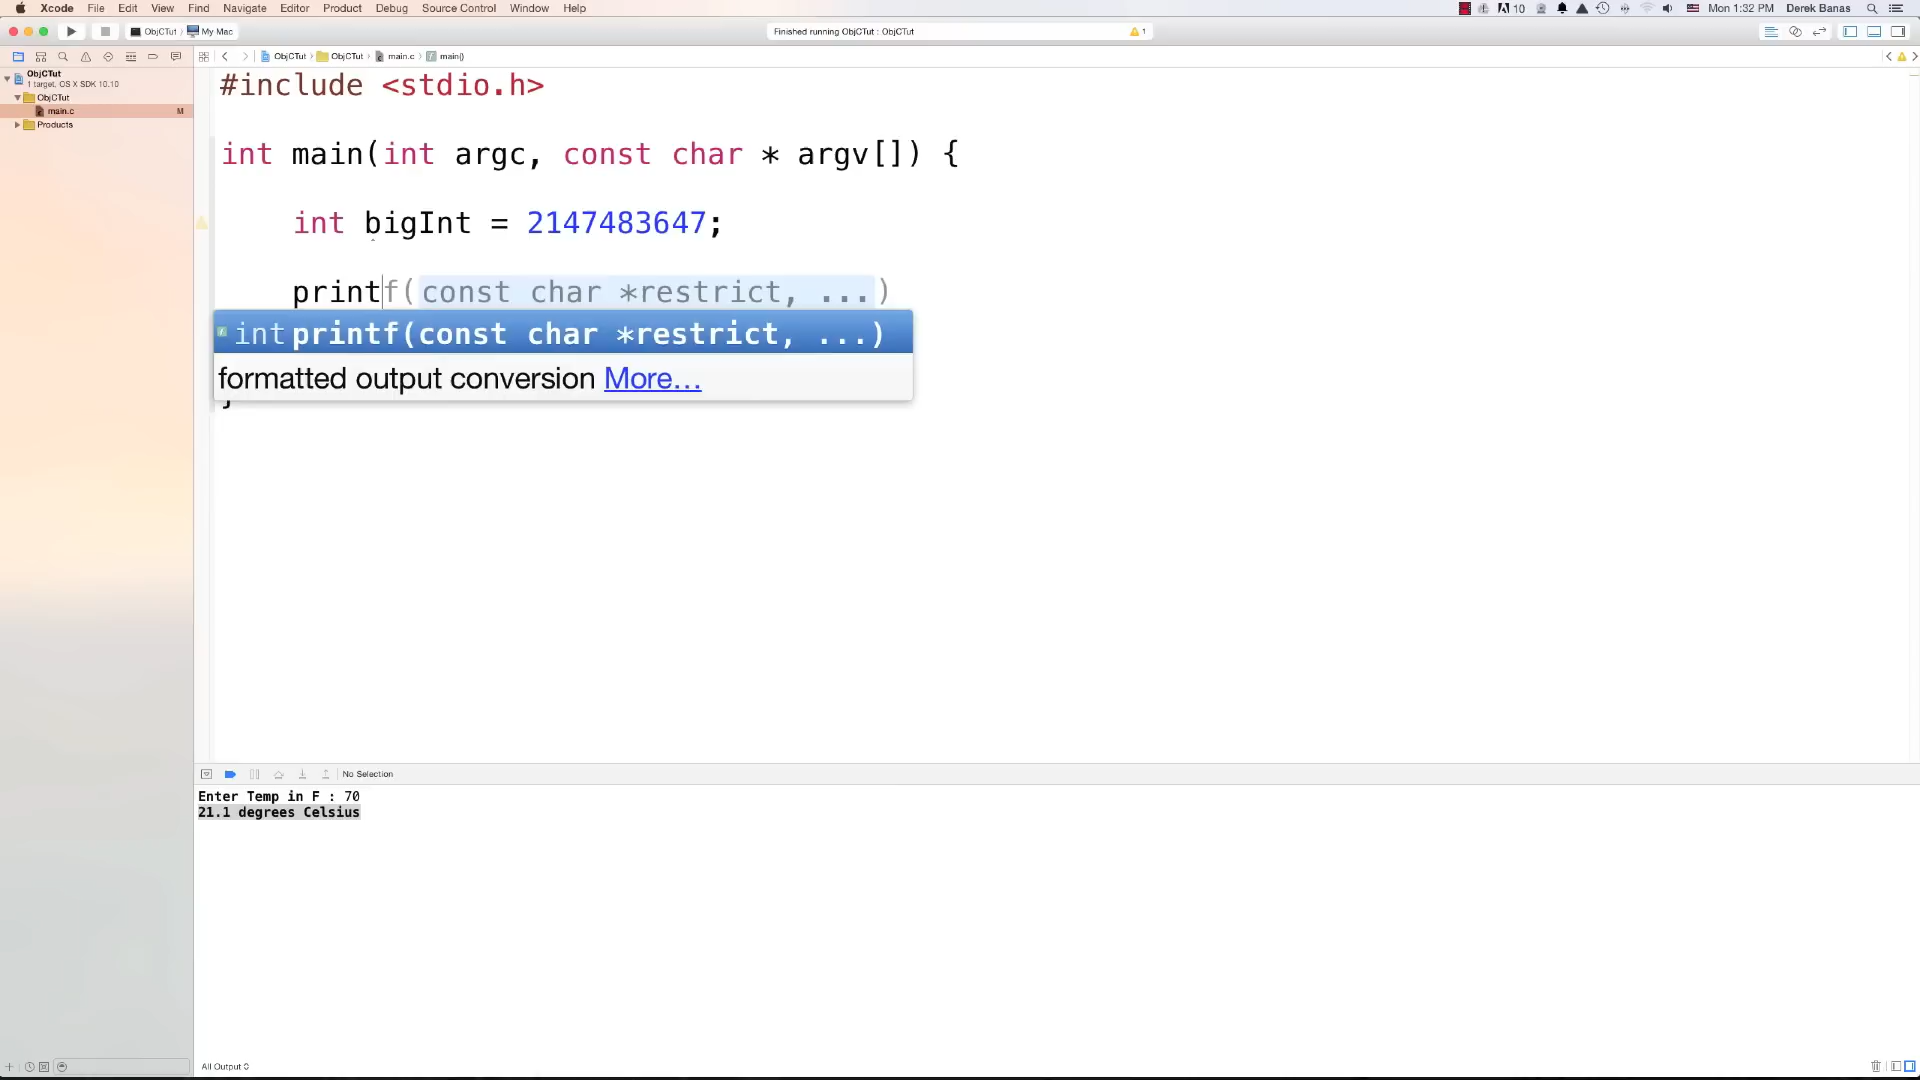 Xcode File Edit View Find Navigate Editor Product Debug Source Control Window Help
10 Mon 1:32 PM Derek Banas
ObjCTut My Mac
Finished running ObjCTut : ObjCTut
1
ObjCTut ObjCTut main.c main()
ObjCTut
1 target, OS X SDK 10.10
ObjCTut
main.c M
Products
#include <stdio.h>
int main(int argc, const char * argv[]) {
int bigInt = 2147483647;
printf(const char *restrict, ...)
int printf(const char *restrict, ...)
formatted output conversion More...
}
No Selection
Enter Temp in F : 70
21.1 degrees Celsius
All Output